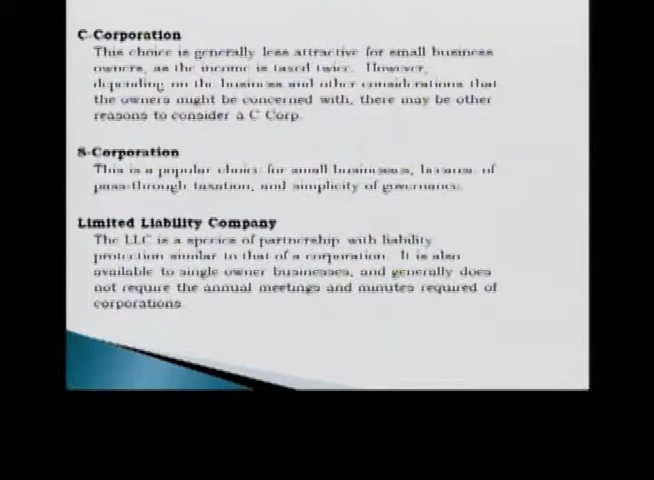 C-Corporation
This choice is generally less attractive for small business
owners, as the income is taxed twice. However,
depending on the business and other considerations that
the owners might be concerned with, there may be other
reasons to consider a C Corp.
S-Corporation
This is a popular choice for small businesses, because of
pass-through taxation, and simplicity of governance.
Limited Liability Company
The LLC is a species of partnership with liability
protection similar to that of a corporation. It is also
available to single owner businesses, and generally does
not require the annual meetings and minutes required of
corporations.